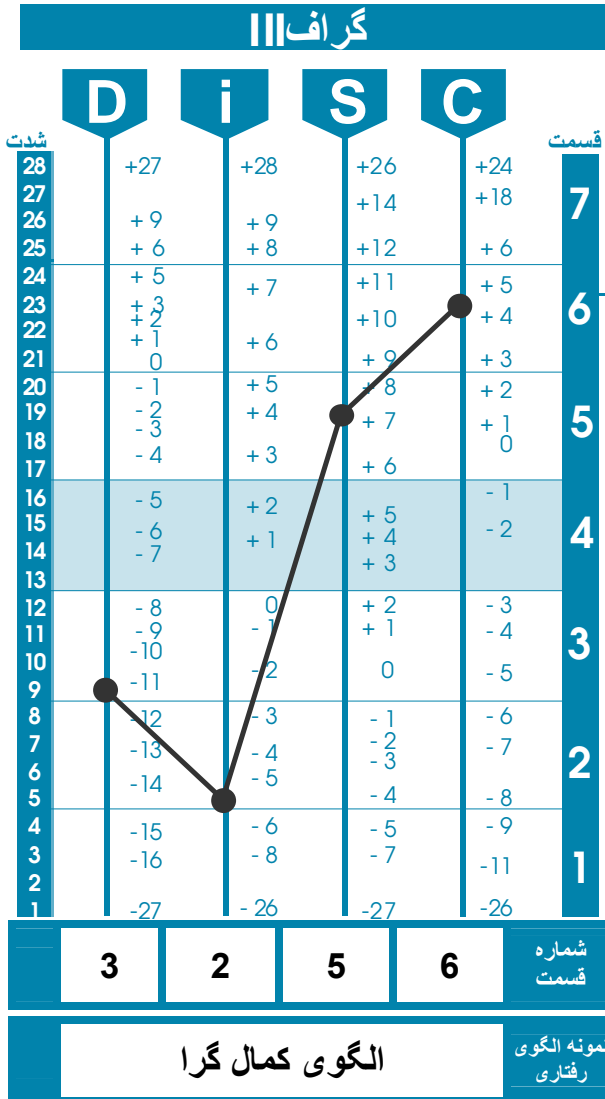 گرافIII
D i S C
شدت
قسمت
28 +27 +28 +26 +24
27 +14 +18 7
26 + 9 + 9
25 + 6 + 8 +12 + 6
24 + 5 + 7 +11 + 5
23 + 3 + 4 6
22 + 2 +10
+ 1 + 6
21 0 + 9 + 3
20 - 1 + 5 + 8 + 2
19 - 2 + 4 + 7 + 1 5
18 - 3 0
17 - 4 + 3 + 6
16 - 5 + 2 - 1
15 - 6 + 1 + 5 - 2 4
14 - 7 + 4
13 + 3
12 - 8 0 + 2 - 3
11 - 9 - 1 + 1 - 4
10 -10 - 2 0 - 5 3
9 -11
8 -12 - 3 - 1 - 6
7 -13 - 4 - 2 - 7
6 - 5 - 3 2
5 -14 - 4 - 8
4 -15 - 6 - 5 - 9
3 -16 - 8 - 7 -11 1
2
1 -27 - 26 -27 -26
3 2 5 6
شماره
قسمت
الگوی کمال گرا
نمونه الگوی
رفتاری